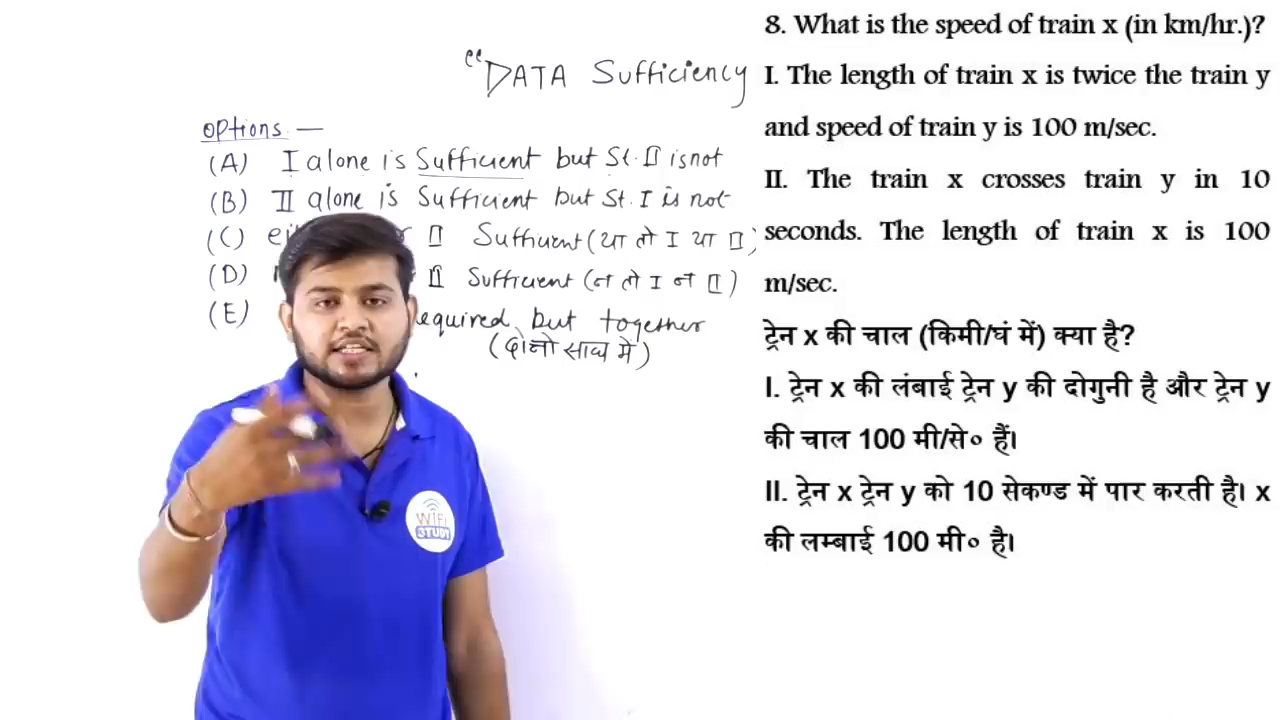 “DATA Sufficiency
options —
(A) I alone is Sufficient but St. II is not
(B) II alone is Sufficient but St. I is not
(C) II Sufficient (या तो I या II)
(D) II Sufficient (न तो I न II)
(E) required, but together
(दोनो साथ मे)
WiFi
STUDY
8. What is the speed of train x (in km/hr.)?
I. The length of train x is twice the train y
and speed of train y is 100 m/sec.
II. The train x crosses train y in 10
seconds. The length of train x is 100
m/sec.
ट्रेन x की चाल (किमी/घं में) क्या है?
I. ट्रेन x की लंबाई ट्रेन y की दोगुनी है और ट्रेन y
की चाल 100 मी/से० हैं।
II. ट्रेन x ट्रेन y को 10 सेकण्ड में पार करती है। x
की लम्बाई 100 मी० है।